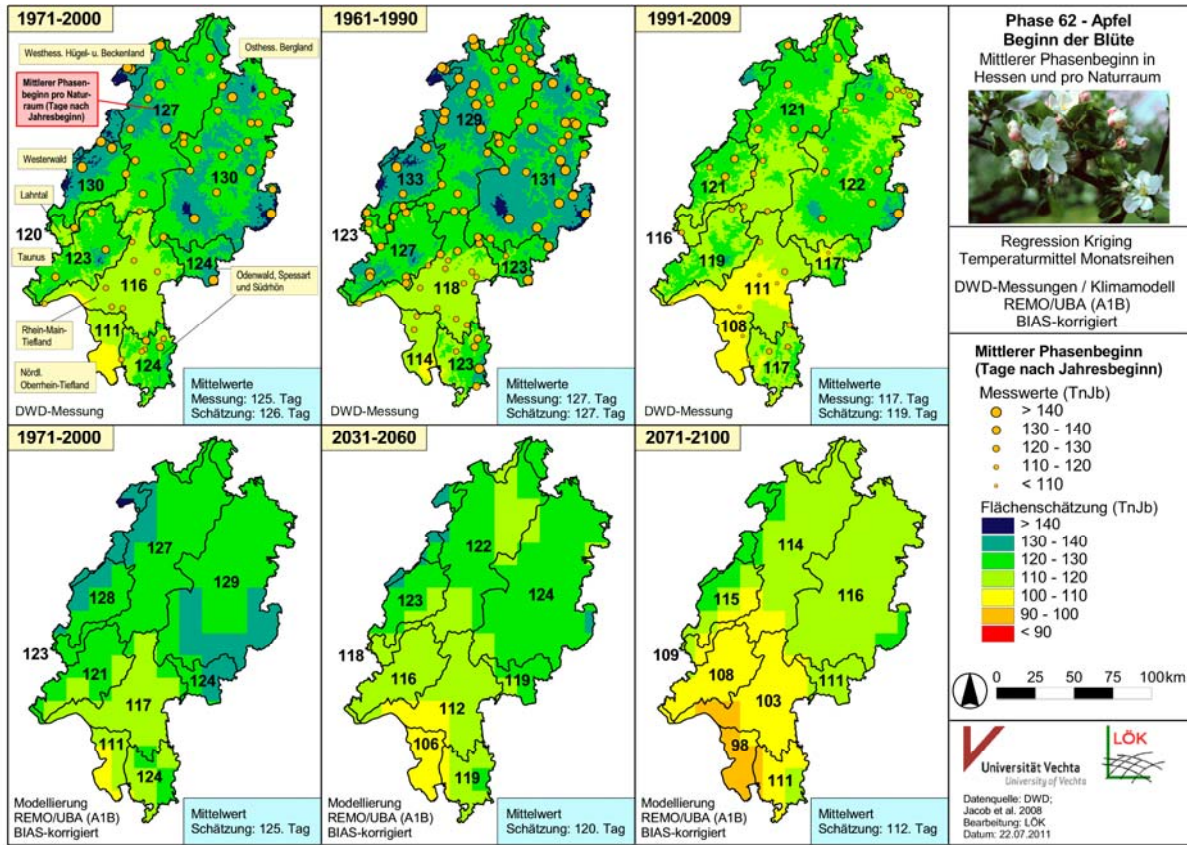 1971-2000
Westhess. Hügel- u. Beckenland
Osthess. Bergland
Mittlerer Phasen-
beginn pro Natur-
raum (Tage nach
Jahresbeginn)
127
Westerwald
130
130
Lahntal
120
Taunus
123
124
116
Odenwald, Spessart
und Südrhön
Rhein-Main-
Tiefland
111
124
Nördl.
Oberrhein-Tiefland
DWD-Messung
Mittelwerte
Messung: 125. Tag
Schätzung: 126. Tag
1961-1990
129
133
131
123
127
123
118
114
123
DWD-Messung
Mittelwerte
Messung: 127. Tag
Schätzung: 127. Tag
1991-2009
121
121
122
116
119
117
111
108
117
DWD-Messung
Mittelwerte
Messung: 117. Tag
Schätzung: 119. Tag
1971-2000
127
129
128
123
121
124
117
111
124
Modellierung
REMO/UBA (A1B)
BIAS-korrigiert
Mittelwert
Schätzung: 125. Tag
2031-2060
122
124
123
118
116
119
112
106
119
Modellierung
REMO/UBA (A1B)
BIAS-korrigiert
Mittelwert
Schätzung: 120. Tag
2071-2100
114
116
115
109
108
111
103
98
111
Modellierung
REMO/UBA (A1B)
BIAS-korrigiert
Mittelwert
Schätzung: 112. Tag
Phase 62 - Apfel
Beginn der Blüte
Mittlerer Phasenbeginn in
Hessen und pro Naturraum
Regression Kriging
Temperaturmittel Monatsreihen
DWD-Messungen / Klimamodell
REMO/UBA (A1B)
BIAS-korrigiert
Mittlerer Phasenbeginn
(Tage nach Jahresbeginn)
Messwerte (TnJb)
> 140
130 - 140
120 - 130
110 - 120
< 110
Flächenschätzung (TnJb)
> 140
130 - 140
120 - 130
110 - 120
100 - 110
90 - 100
< 90
0 25 50 75 100 km
Universität Vechta
University of Vechta
LÖK
Datenquelle: DWD;
Jacob et al. 2008
Bearbeitung: LÖK
Datum: 22.07.2011